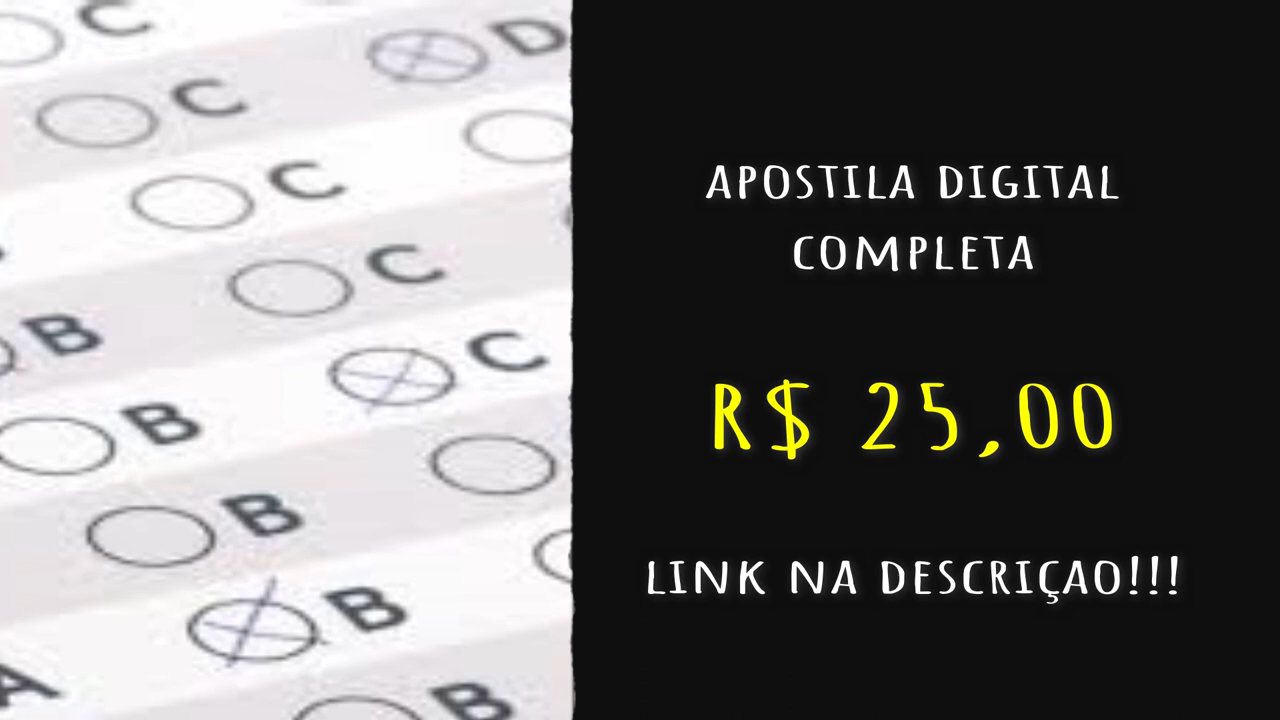 C
D
C
C
C
B
C
B
B
B
A
B
APOSTILA DIGITAL
COMPLETA
R$ 25,00
LINK NA DESCRIÇAO!!!